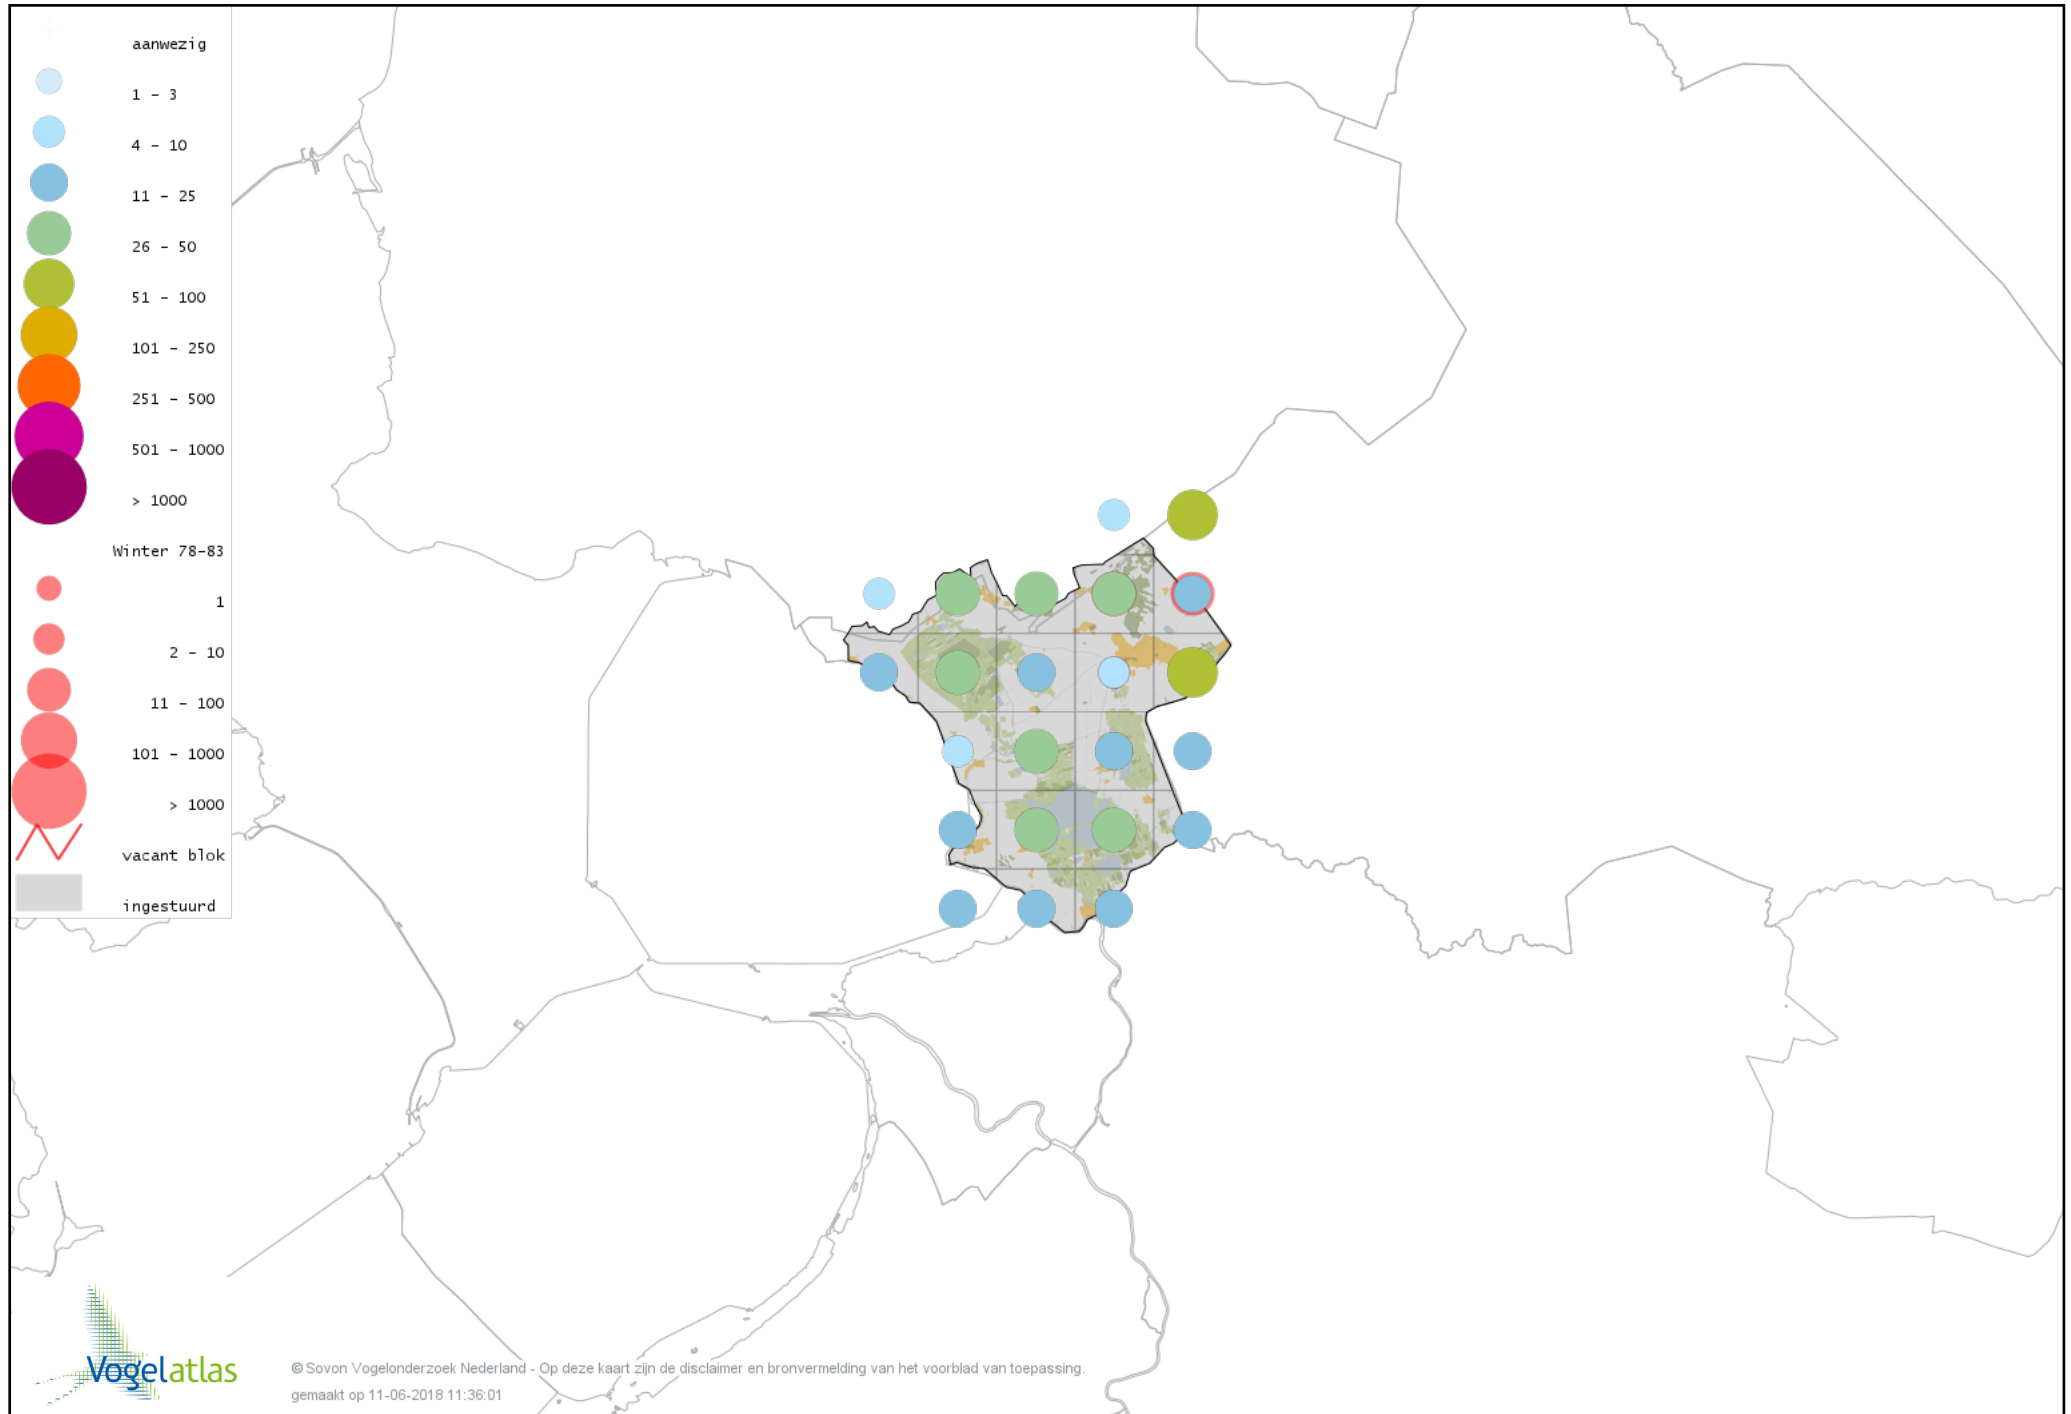 aanwezig
1 - 3
4 - 10
11 - 25
26 - 50
51 - 100
101 - 250
251 - 500
501 - 1000
> 1000
Winter 78-83
1
2 - 10
11 - 100
101 - 1000
> 1000
vacant blok
ingestuurd
Vogelatlas
© Sovon Vogelonderzoek Nederland - Op deze kaart zijn de disclaimer en bronvermelding van het voorblad van toepassing.
gemaakt op 11-06-2018 11:36:01